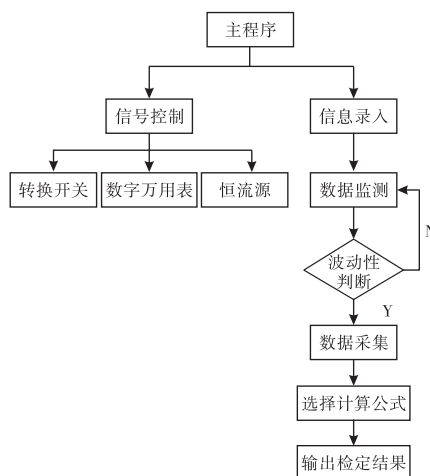 主程序
信号控制
信息录入
转换开关
数字万用表
恒流源
数据监测
N
波动性
判断
Y
数据采集
选择计算公式
输出检定结果